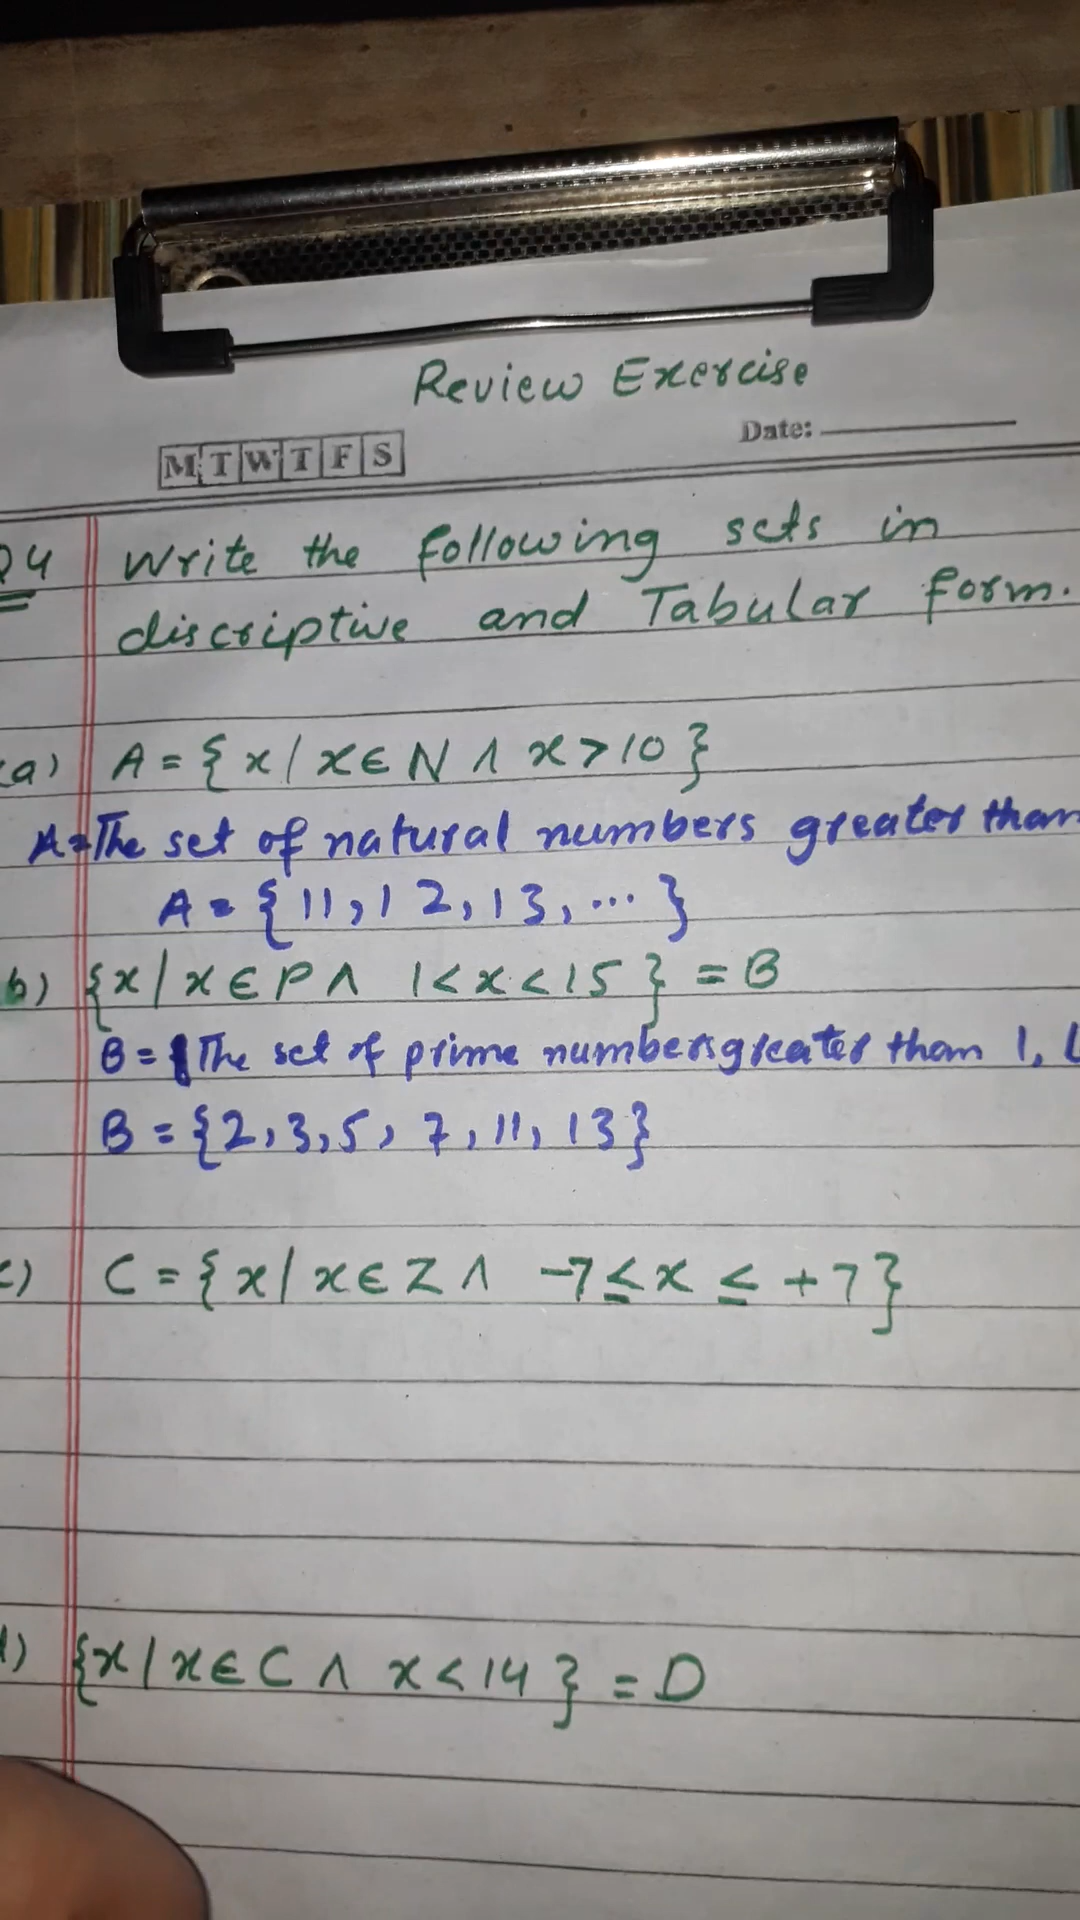 Review Exercise
Date:
M T W T F S
Q4 Write the following sets in
discriptive and Tabular form.
(a) A = {x / x ∈ N ∧ x > 10}
A = The set of natural numbers greater than
A = {11, 12, 13, ... }
b) {x / x ∈ P ∧ 1 < x < 15} = B
B = The set of prime numbers greater than 1,
B = {2, 3, 5, 7, 11, 13}
c) C = {x / x ∈ Z ∧ -7 ≤ x ≤ +7}
d) {x / x ∈ C ∧ x < 14} = D